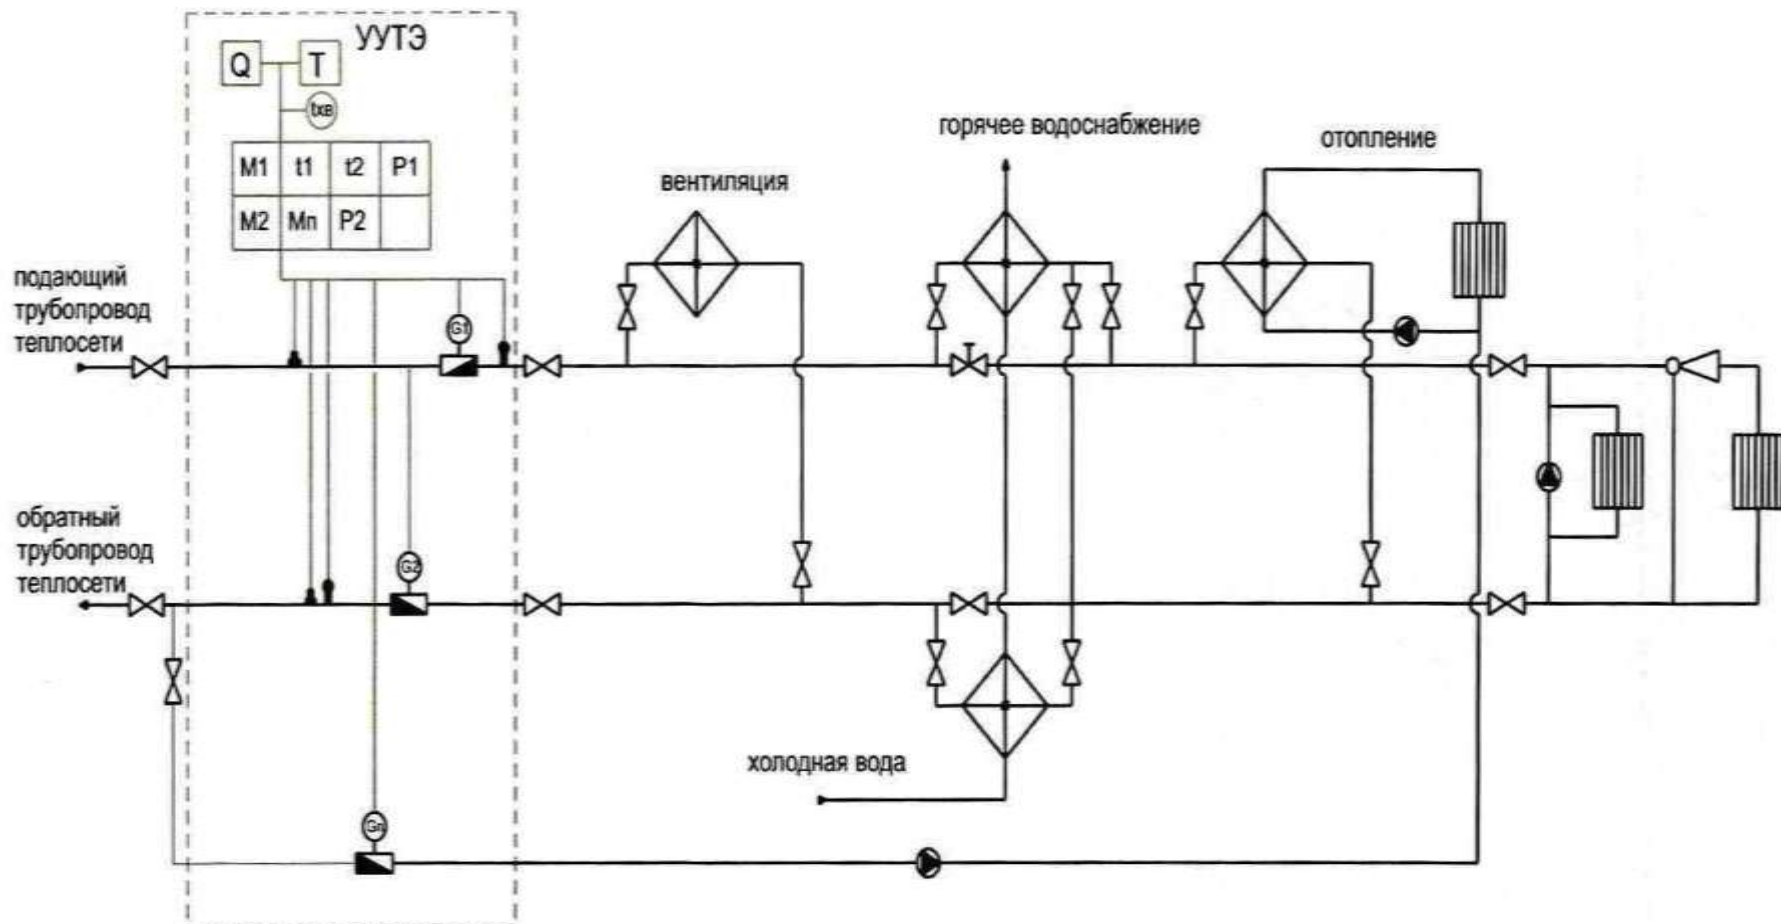 УУТЭ
Q T
tхв
M1 t1 t2 P1
M2 Mп P2
подающий
трубопровод
теплосети
G1
вентиляция
горячее водоснабжение
отопление
обратный
трубопровод
теплосети
G2
холодная вода
Gп